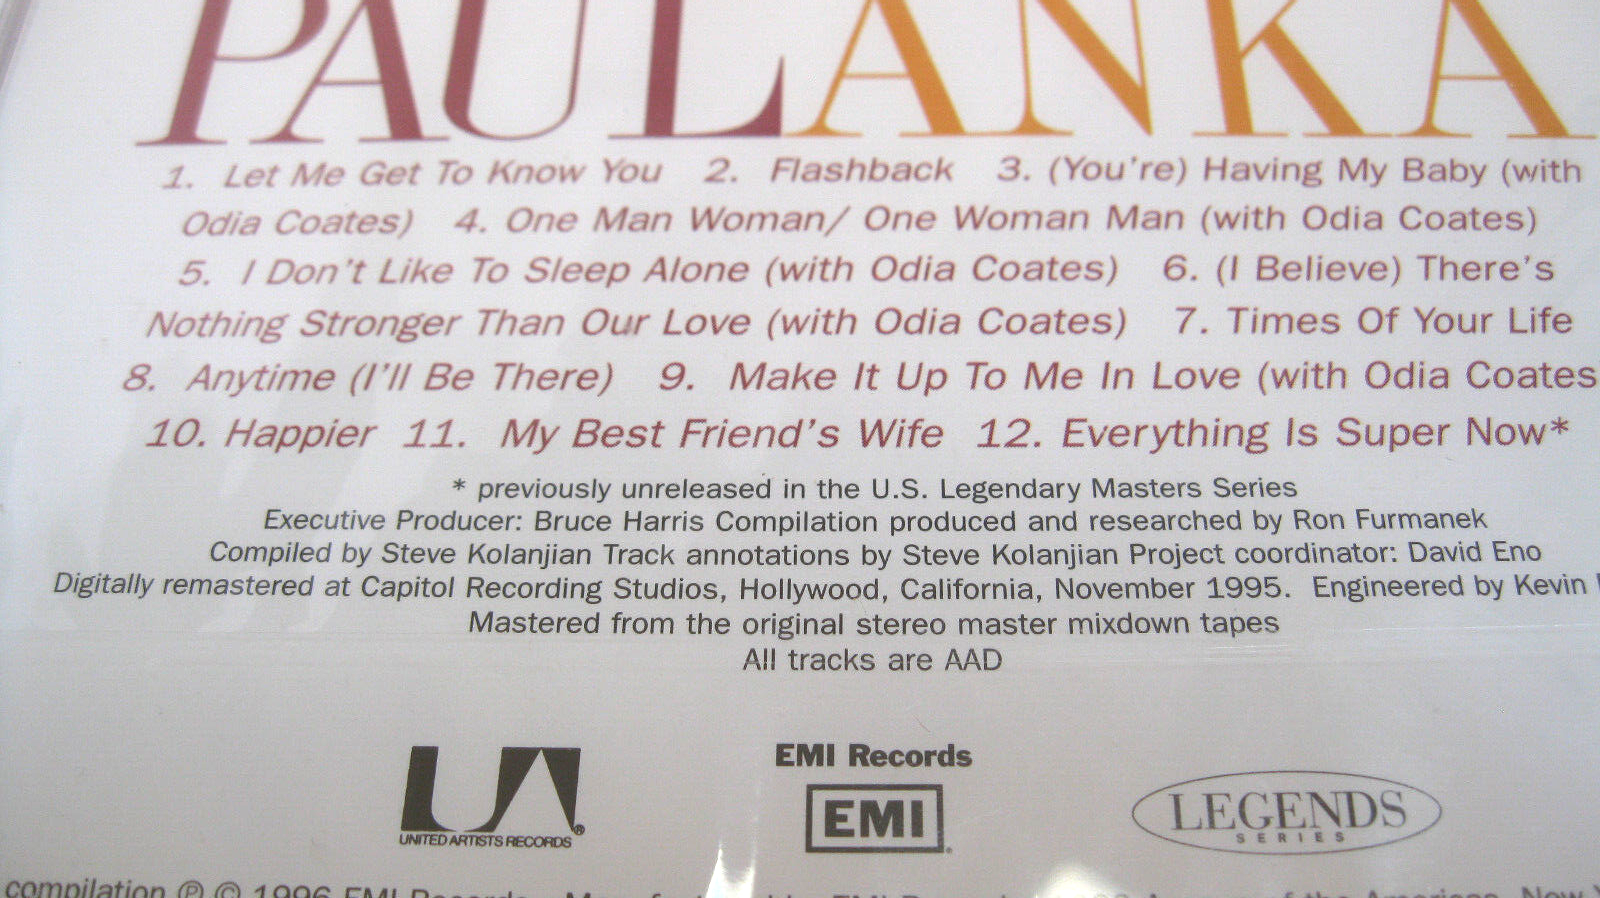 PAUL ANKA
1. Let Me Get To Know You 2. Flashback 3. (You're) Having My Baby (with
Odia Coates) 4. One Man Woman/ One Woman Man (with Odia Coates)
5. I Don't Like To Sleep Alone (with Odia Coates) 6. (I Believe) There's
Nothing Stronger Than Our Love (with Odia Coates) 7. Times Of Your Life
8. Anytime (I'll Be There) 9. Make It Up To Me In Love (with Odia Coates
10. Happier 11. My Best Friend's Wife 12. Everything Is Super Now*
* previously unreleased in the U.S. Legendary Masters Series
Executive Producer: Bruce Harris Compilation produced and researched by Ron Furmanek
Compiled by Steve Kolanjian Track annotations by Steve Kolanjian Project coordinator: David Eno
Digitally remastered at Capitol Recording Studios, Hollywood, California, November 1995. Engineered by Kevin
Mastered from the original stereo master mixdown tapes
All tracks are AAD
UA
UNITED ARTISTS RECORDS®
EMI Records
EMI
LEGENDS
SERIES
compilation ℗ © 1996 EMI Records of the Americas, New